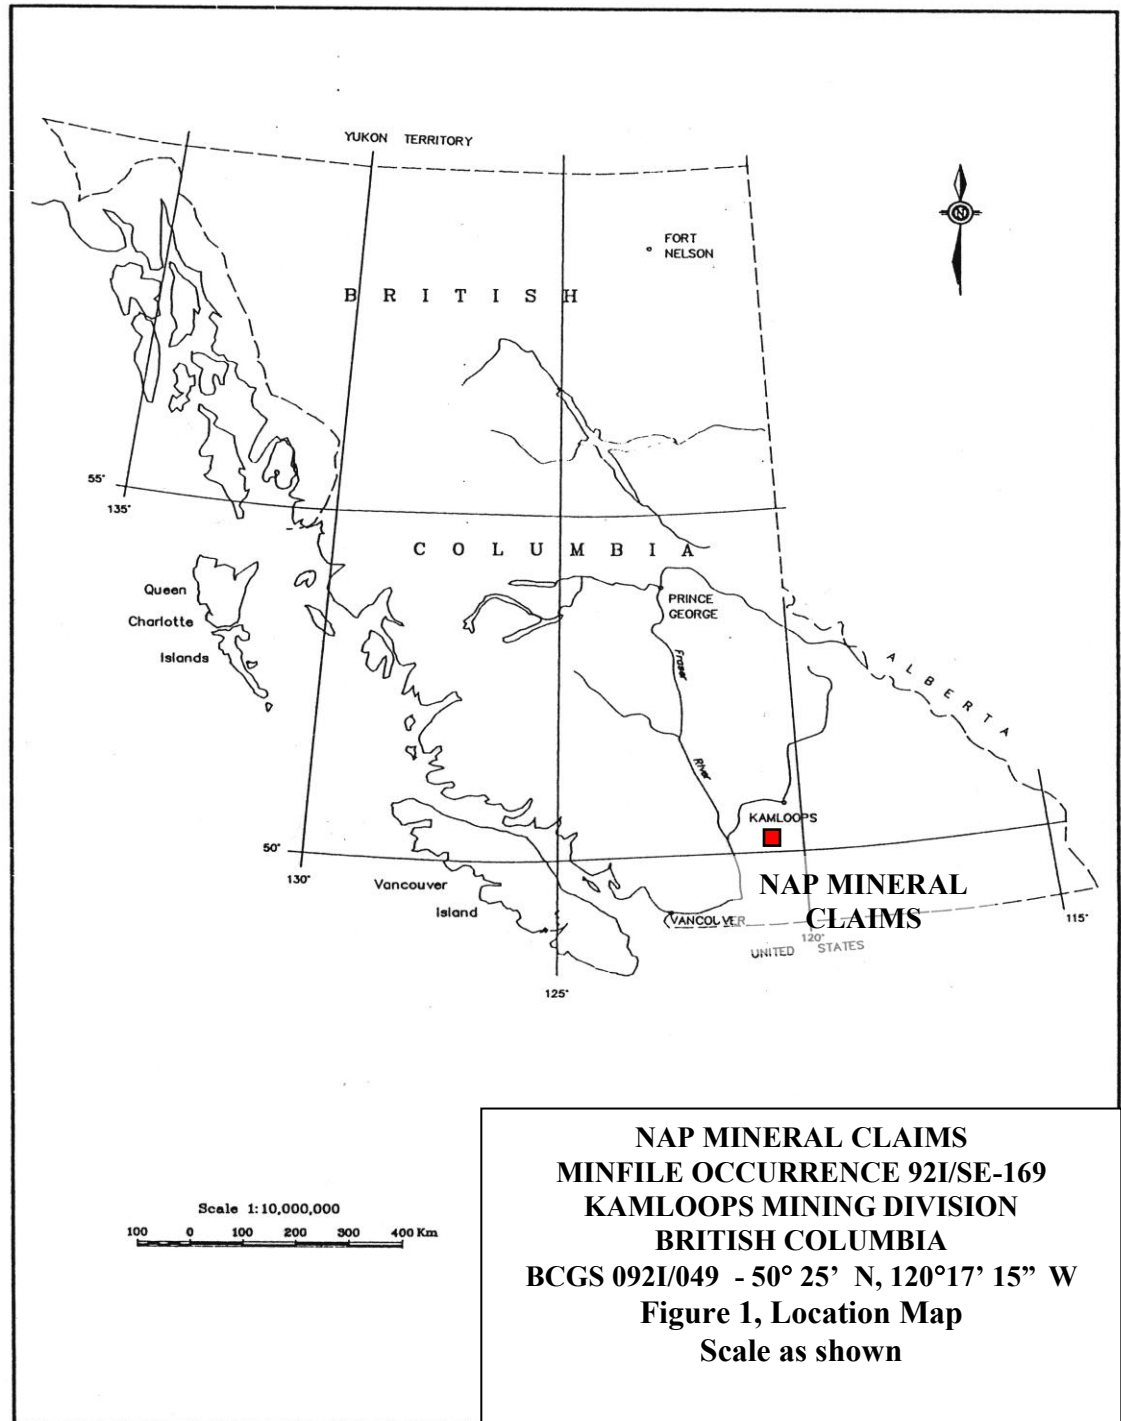 YUKON TERRITORY
N
FORT
NELSON
BRITISH
55°
135°
COLUMBIA
Queen
Charlotte
Islands
PRINCE
GEORGE
Fraser
River
ALBERTA
KAMLOOPS
50°
130°
Vancouver
Island
NAP MINERAL
CLAIMS
VANCOUVER
115°
120°
UNITED STATES
125°
Scale 1:10,000,000
100 0 100 200 300 400 Km
NAP MINERAL CLAIMS
MINFILE OCCURRENCE 92I/SE-169
KAMLOOPS MINING DIVISION
BRITISH COLUMBIA
BCGS 092I/049 - 50° 25’ N, 120°17’ 15” W
Figure 1, Location Map
Scale as shown